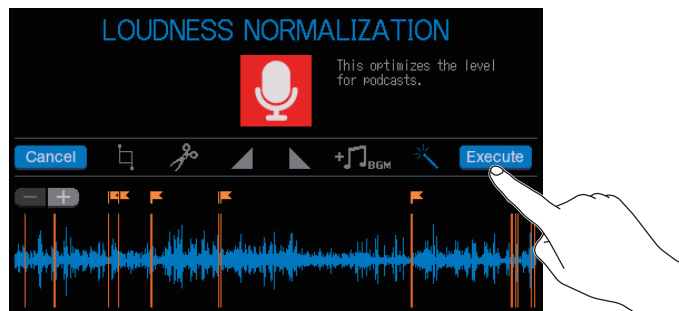 LOUDNESS NORMALIZATION
This optimizes the level
for podcasts.
Cancel
+
BGM
Execute
− +